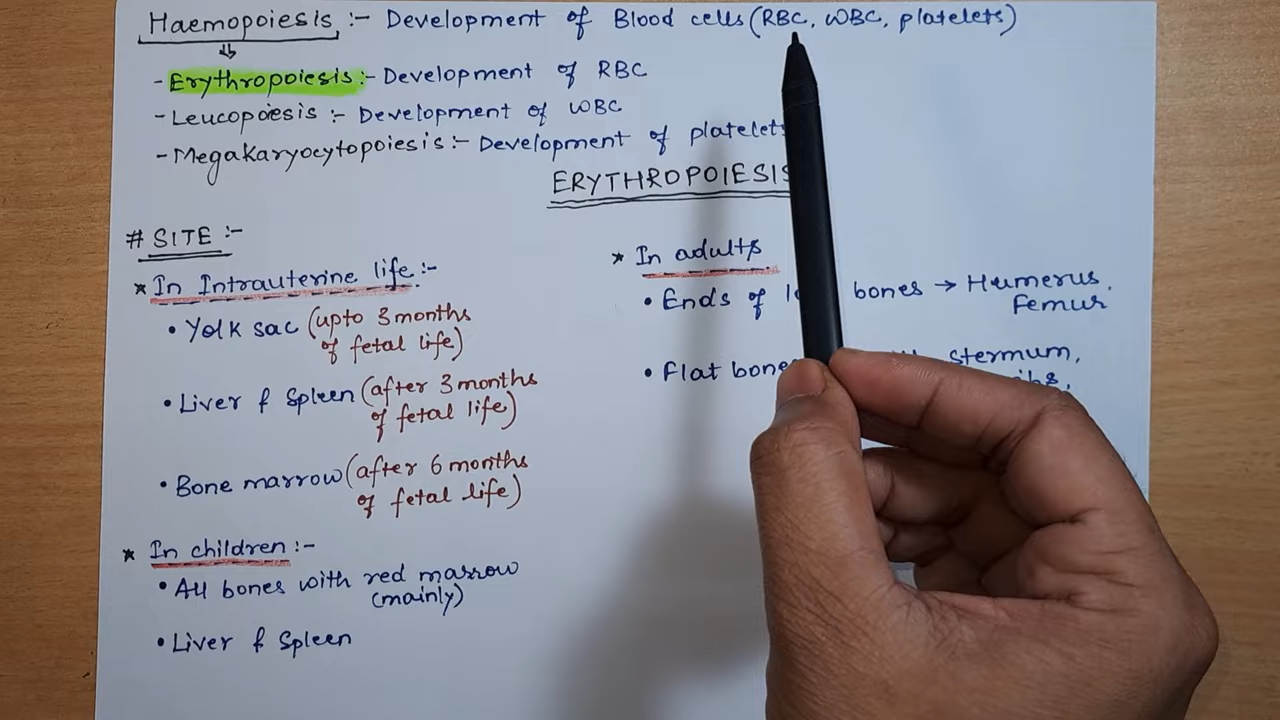 Haemopoiesis :- Development of Blood cells (RBC, WBC, platelets)
- Erythropoiesis :- Development of RBC
- Leucopoiesis :- Development of WBC
- Megakaryocytopoiesis :- Development of platelets
ERYTHROPOIESIS
# SITE :-
* In Intrauterine life :-
• Yolk sac (upto 3 months
of fetal life)
• Liver & Spleen (after 3 months
of fetal life)
• Bone marrow (after 6 months
of fetal life)
* In children :-
• All bones with red marrow
(mainly)
• Liver & Spleen
* In adults
• Ends of bones → Humerus,
Femur
• Flat bone sternum,